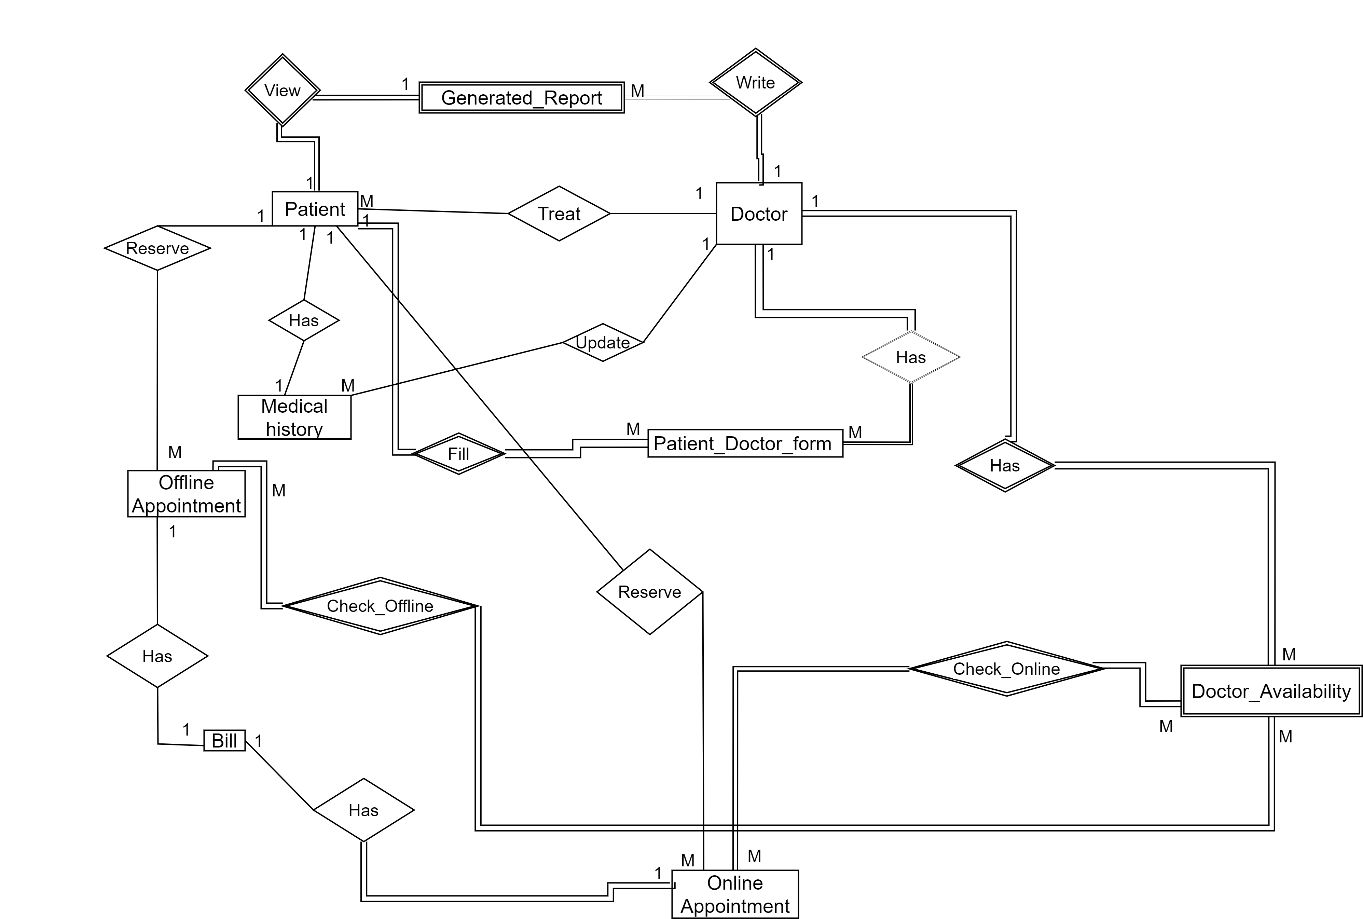 View
1
Generated_Report
M
Write
1
1
Patient
M
1
Treat
1
Doctor
1
1
Reserve
1
1
1
1
Has
Update
Has
1
M
Medical
history
Fill
M
Patient_Doctor_form
M
Has
M
Offline
Appointment
M
1
Check_Offline
Reserve
Has
Check_Online
M
Doctor_Availability
M
M
1
Bill
1
Has
M
M
1
Online
Appointment